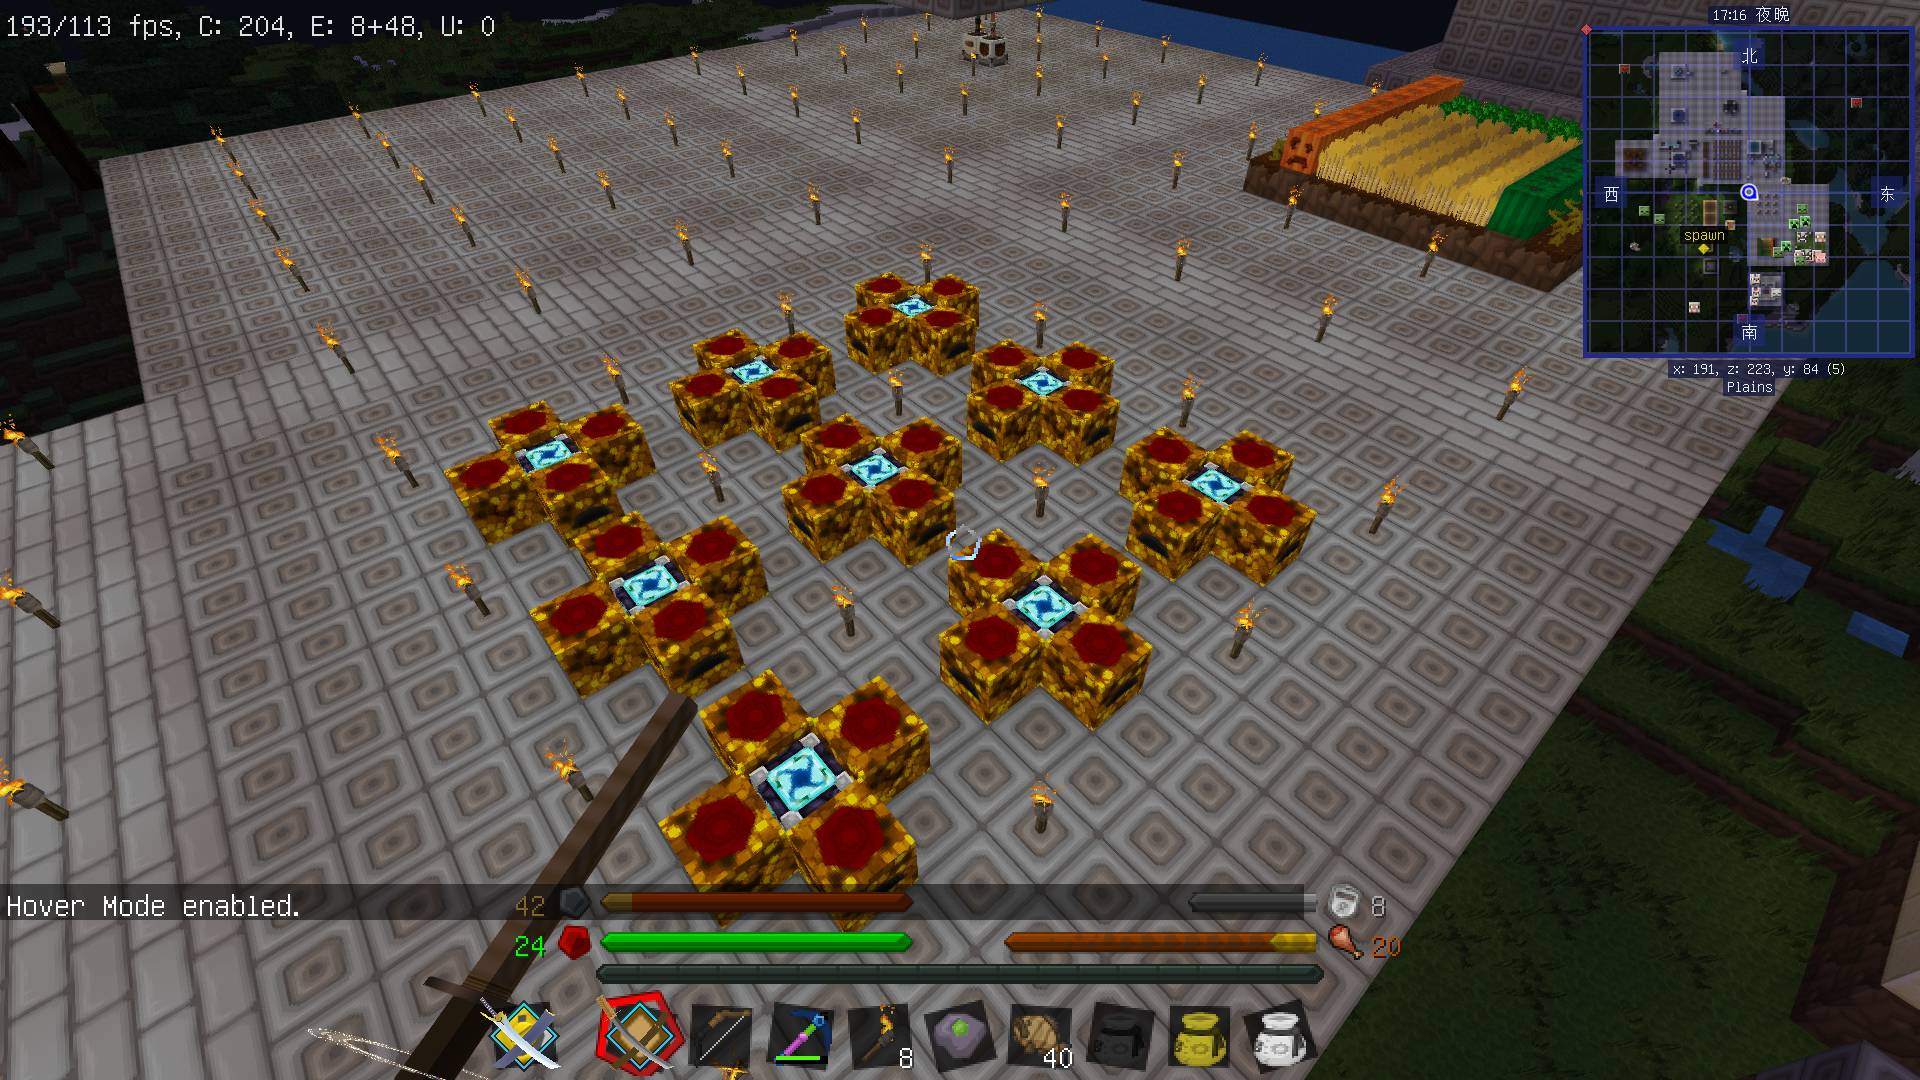 193/113 fps, C: 204, E: 8+48, U: 0
17:16 夜晚
北
西
东
spawn
南
x: 191, z: 223, y: 84 (5)
Plains
Hover Mode enabled.
42
8
24
20
8
40